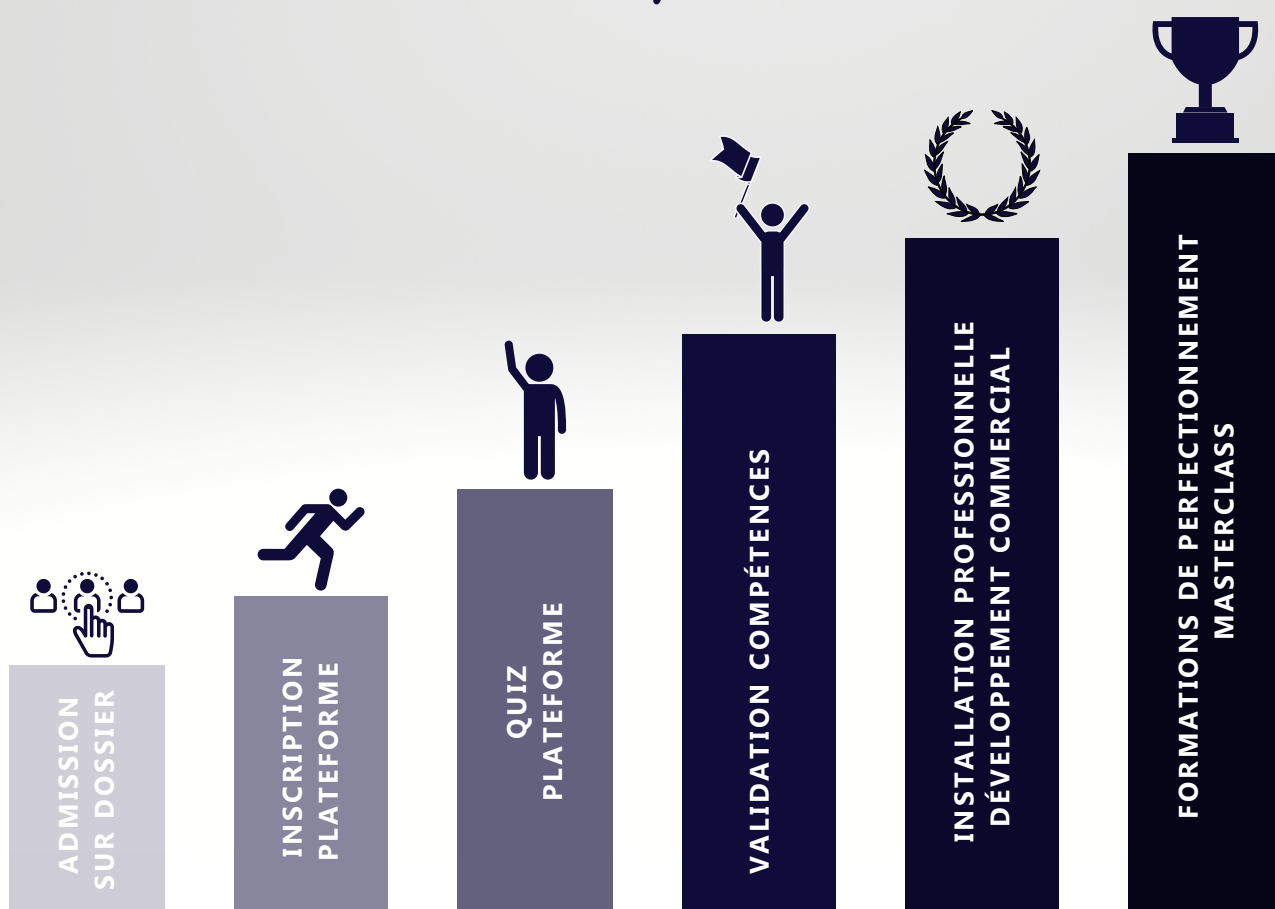 ADMISSION
SUR DOSSIER
INSCRIPTION
PLATEFORME
QUIZ
PLATEFORME
VALIDATION COMPÉTENCES
INSTALLATION PROFESSIONNELLE
DÉVELOPPEMENT COMMERCIAL
FORMATIONS DE PERFECTIONNEMENT
MASTERCLASS